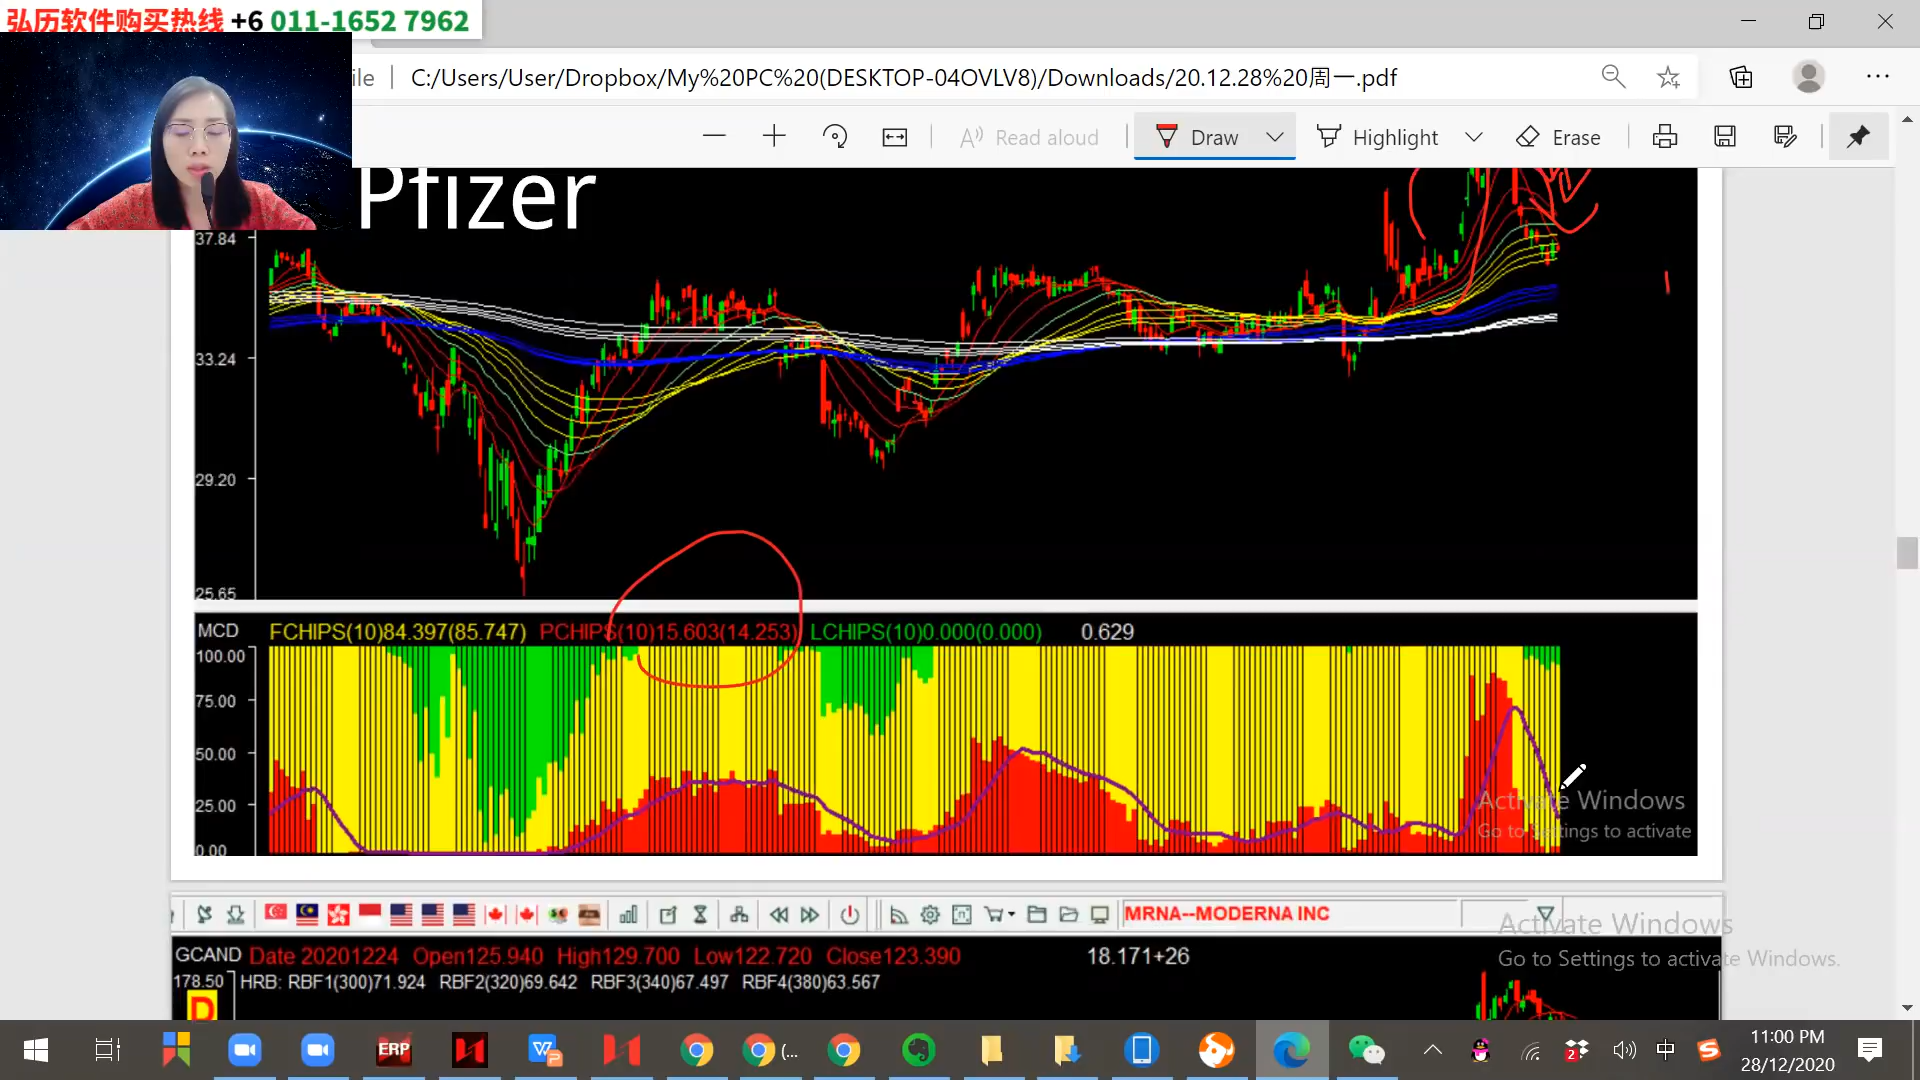 弘历软件购买热线 +6 011-1652 7962
ile | C:/Users/User/Dropbox/My%20PC%20(DESKTOP-04OVLV8)/Downloads/20.12.28%20周一.pdf
Read aloud Draw Highlight Erase
Pfizer
37.84
33.24
29.20
25.65
MCD FCHIPS(10)84.397(85.747) PCHIPS(10)15.603(14.253) LCHIPS(10)0.000(0.000) 0.629
100.00
75.00
50.00
25.00
0.00
Activate Windows
Go to Settings to activate
MRNA--MODERNA INC
Activate Windows
Go to Settings to activate Windows.
GCAND Date 20201224 Open125.940 High129.700 Low122.720 Close123.390 18.171+26
178.50 HRB: RBF1(300)71.924 RBF2(320)69.642 RBF3(340)67.497 RBF4(380)63.567
D
ERP
W
(...
2
中
S
11:00 PM
28/12/2020